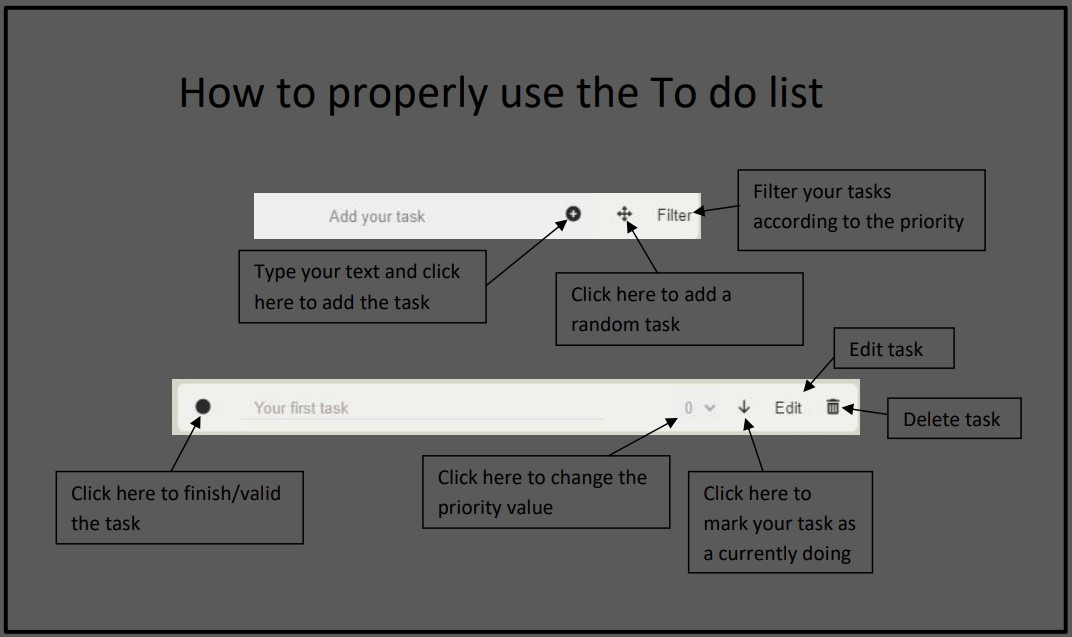 How to properly use the To do list
Filter your tasks
according to the priority
Add your task
Filter
Type your text and click
here to add the task
Click here to add a
random task
Edit task
Your first task
0
Edit
Delete task
Click here to finish/valid
the task
Click here to change the
priority value
Click here to
mark your task as
a currently doing